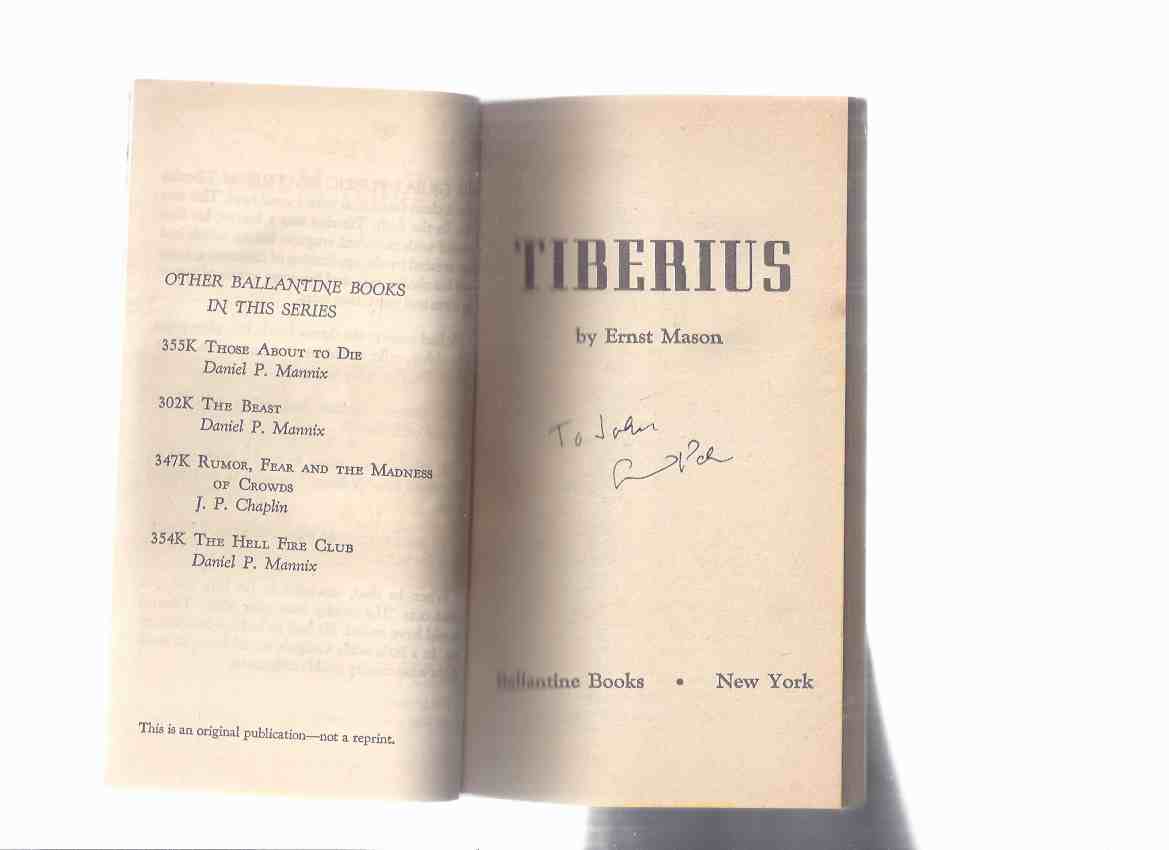 OTHER BALLANTINE BOOKS
IN THIS SERIES
355K THOSE ABOUT TO DIE
Daniel P. Mannix
302K THE BEAST
Daniel P. Mannix
347K RUMOR, FEAR AND THE MADNESS
OF CROWDS
J. P. Chaplin
354K THE HELL FIRE CLUB
Daniel P. Mannix
This is an original publication—not a reprint.
TIBERIUS
by Ernst Mason
To John
Ballantine Books • New York